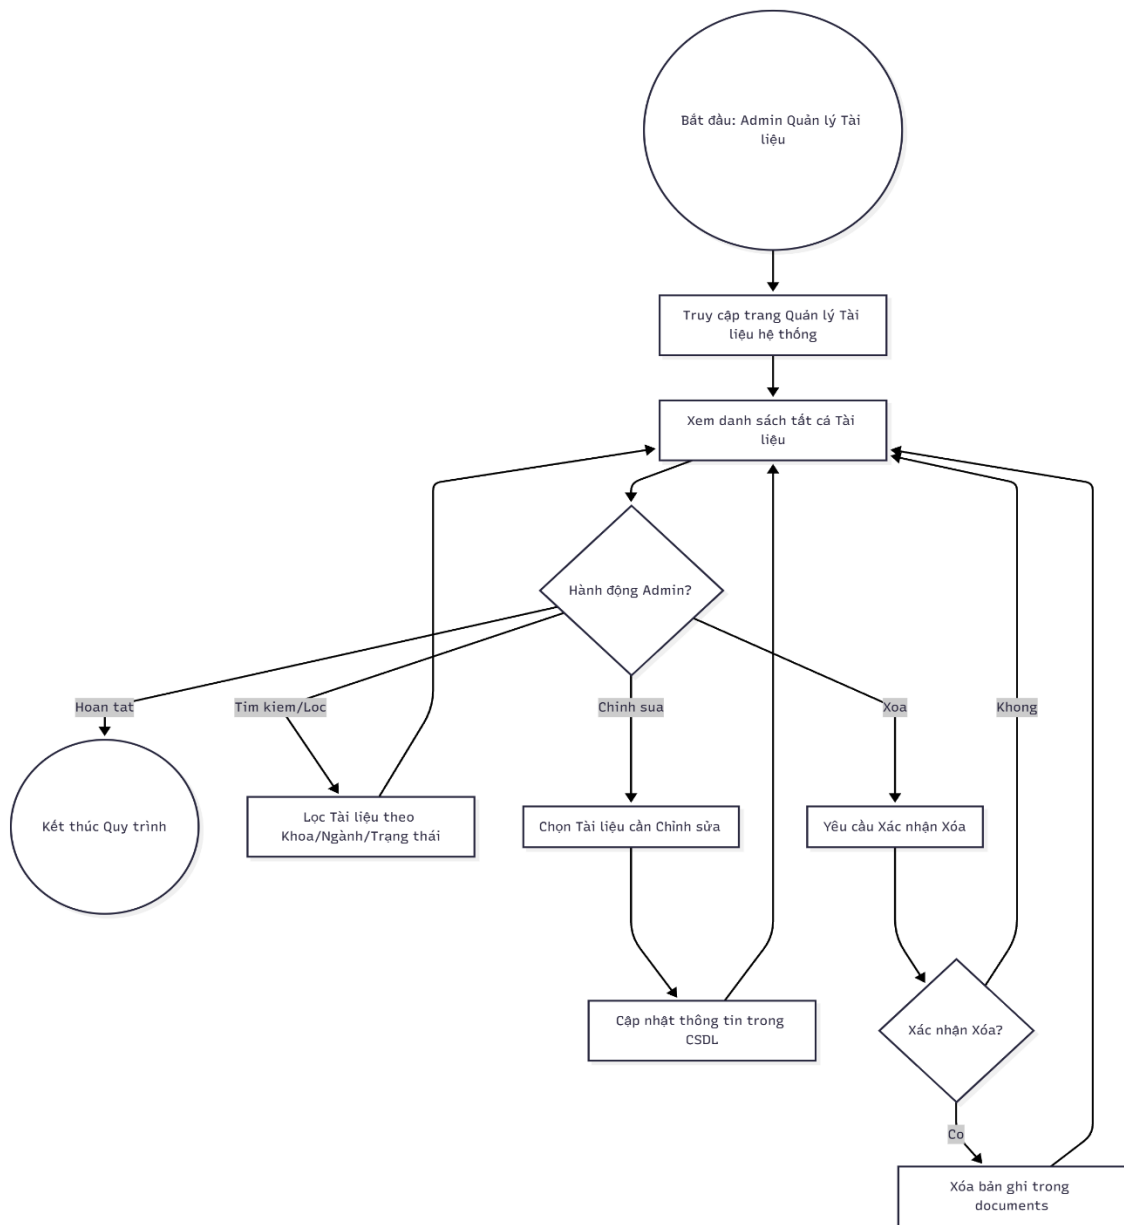 Bắt đầu: Admin Quản lý Tài
liệu
Truy cập trang Quản lý Tài
liệu hệ thống
Xem danh sách tất cả Tài
liệu
Hành động Admin?
Hoan tat
Tim kiem/Loc
Chinh sua
Xoa
Khong
Kết thúc Quy trình
Lọc Tài liệu theo
Khoa/Ngành/Trạng thái
Chọn Tài liệu cần Chỉnh sửa
Yêu cầu Xác nhận Xóa
Cập nhật thông tin trong
CSDL
Xác nhận Xóa?
Co
Xóa bản ghi trong
documents